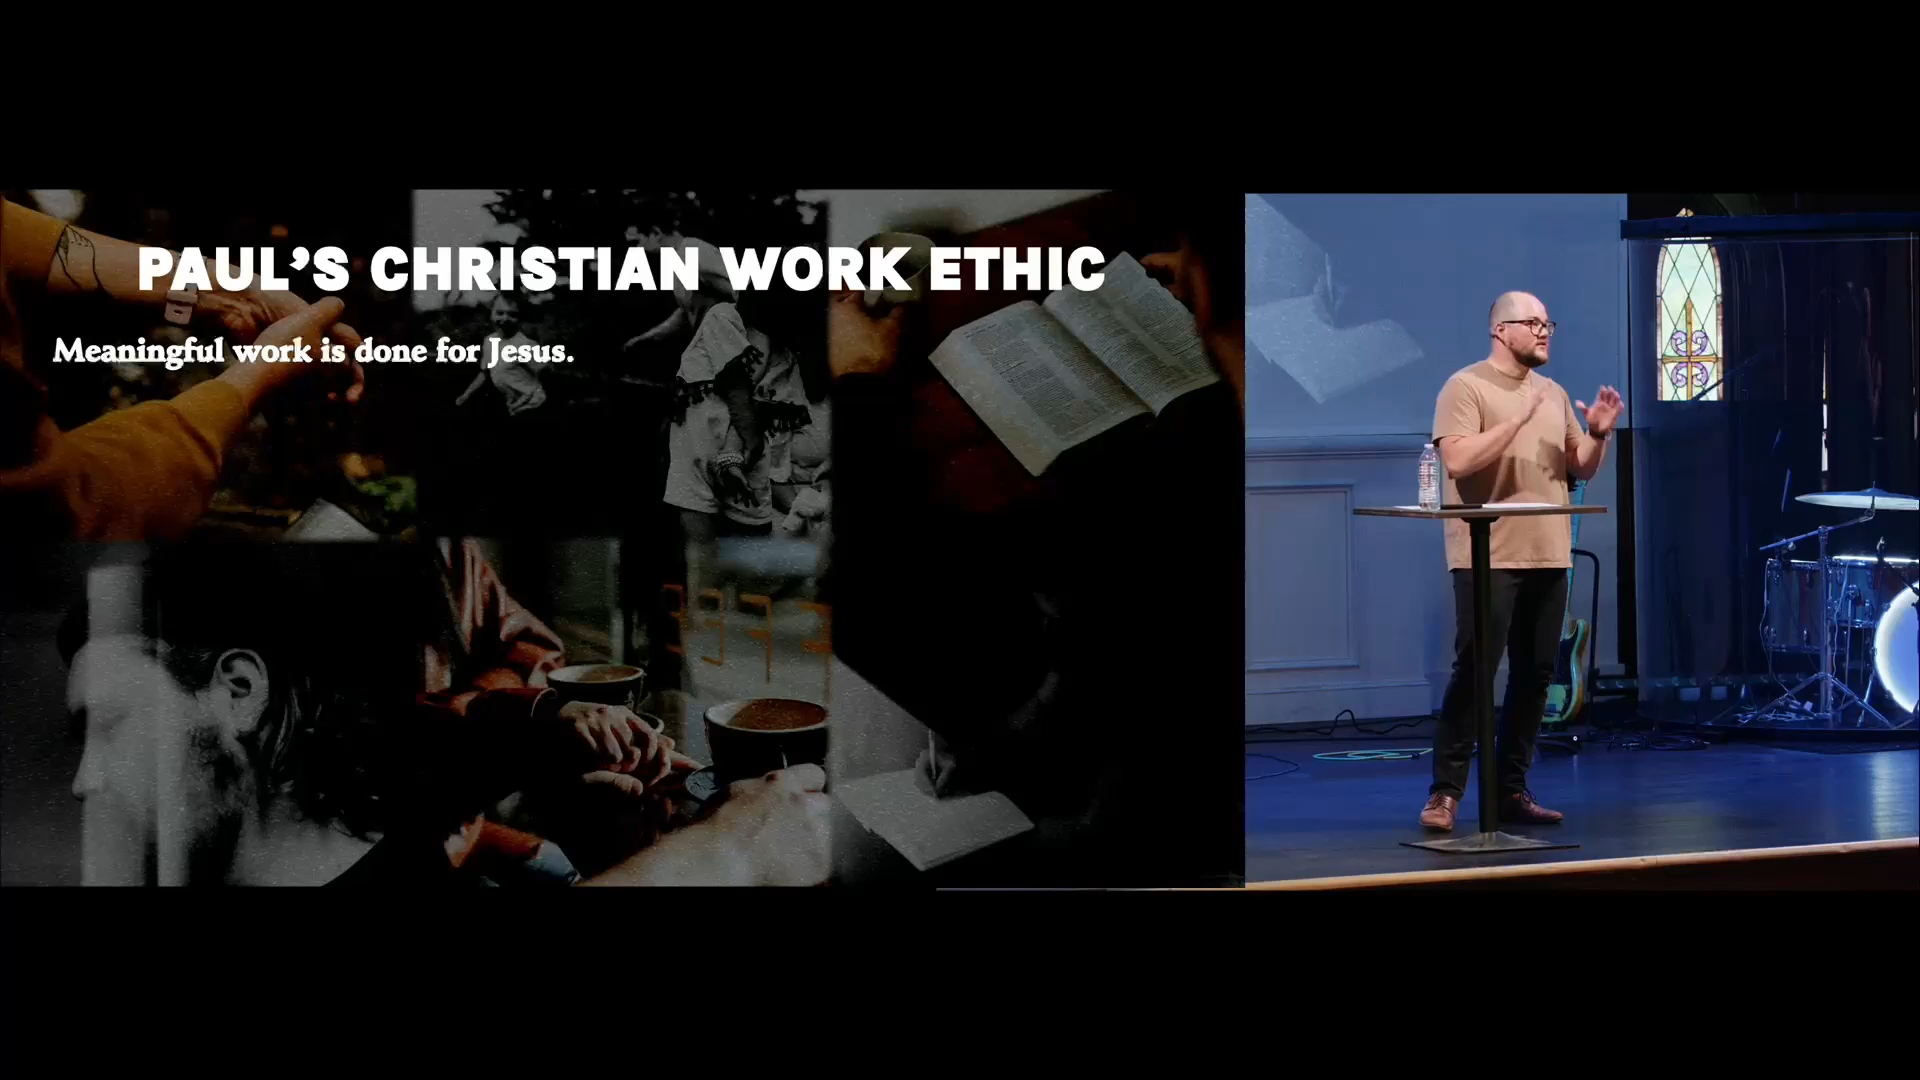 PAUL’S CHRISTIAN WORK ETHIC
Meaningful work is done for Jesus.